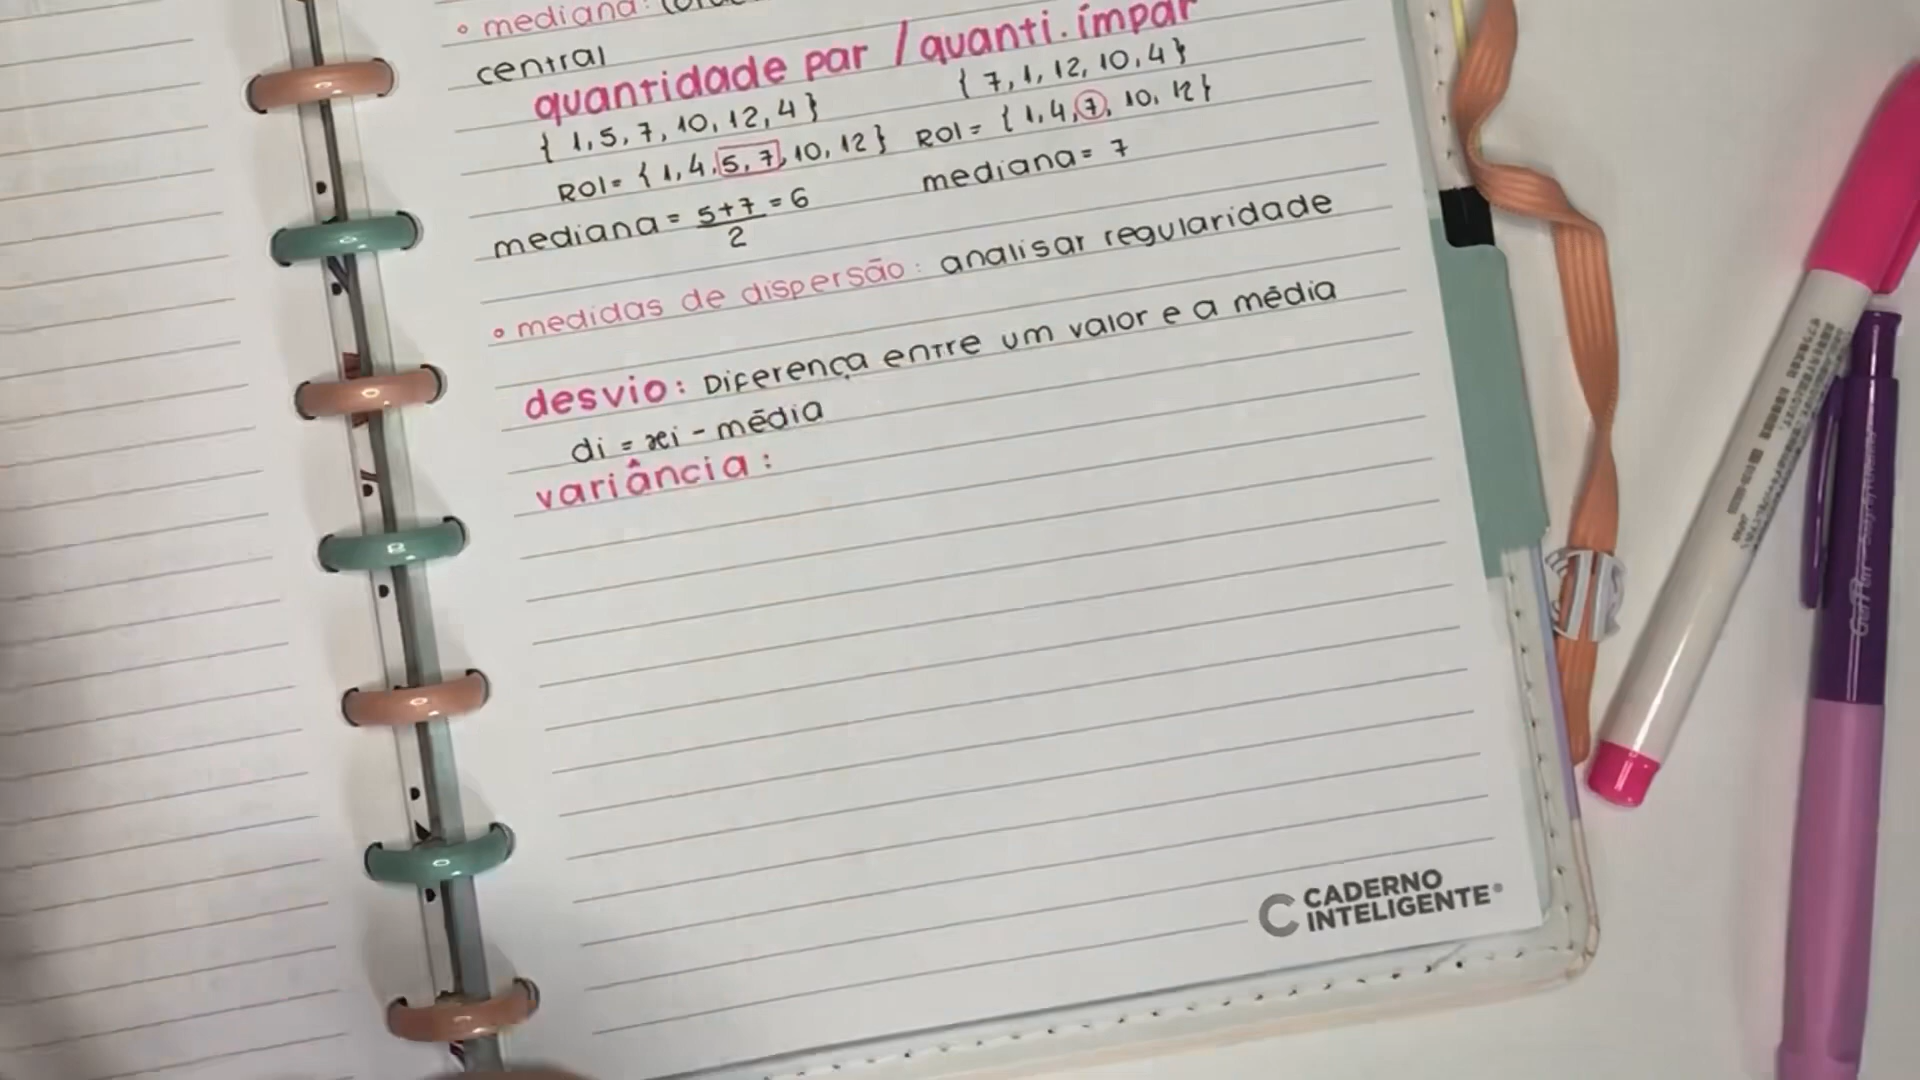 • mediana:
central
quantidade par / quanti. ímpar
{ 1, 5, 7, 10, 12, 4 }
ROl= { 1, 4, 5, 7, 10, 12 }
mediana = 5+7/2 = 6
{ 7, 1, 12, 10, 4 }
ROl= { 1, 4, 7, 10, 12 }
mediana= 7
• medidas de dispersão: analisar regularidade
desvio: Diferença entre um valor e a média
di = xi - média
variância:
CADERNO
INTELIGENTE®